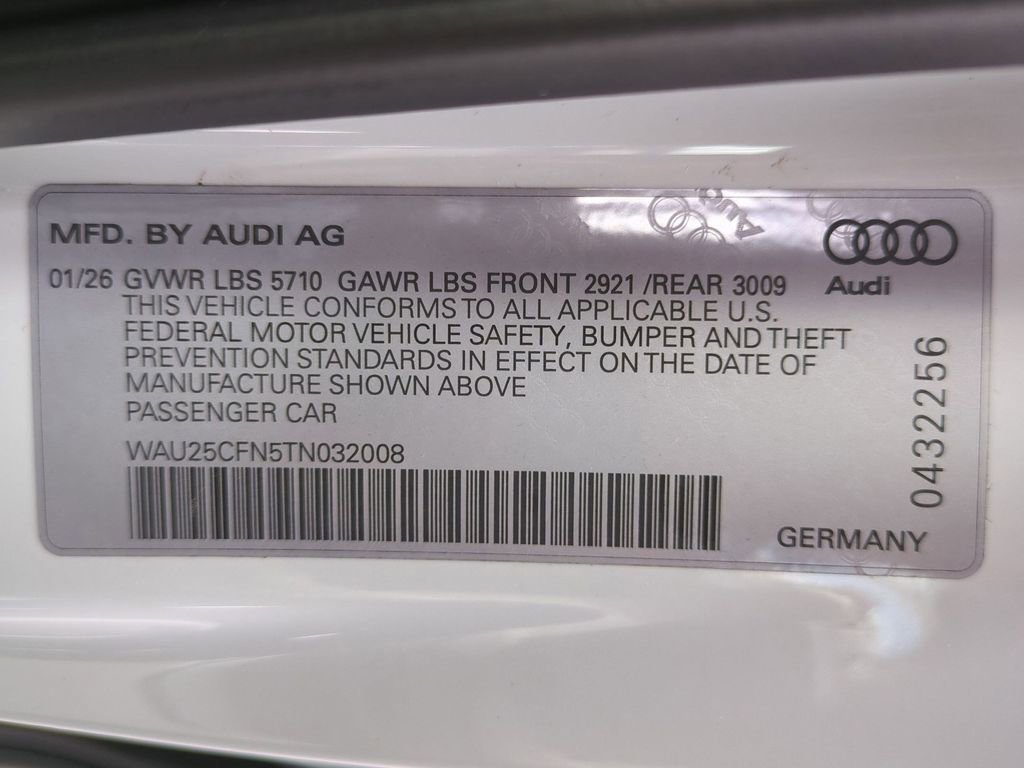 MFD. BY AUDI AG
01/26 GVWR LBS 5710 GAWR LBS FRONT 2921 /REAR 3009
THIS VEHICLE CONFORMS TO ALL APPLICABLE U.S.
FEDERAL MOTOR VEHICLE SAFETY, BUMPER AND THEFT
PREVENTION STANDARDS IN EFFECT ON THE DATE OF
MANUFACTURE SHOWN ABOVE
PASSENGER CAR
WAU25CFN5TN032008
Audi
Audi
0432256
GERMANY